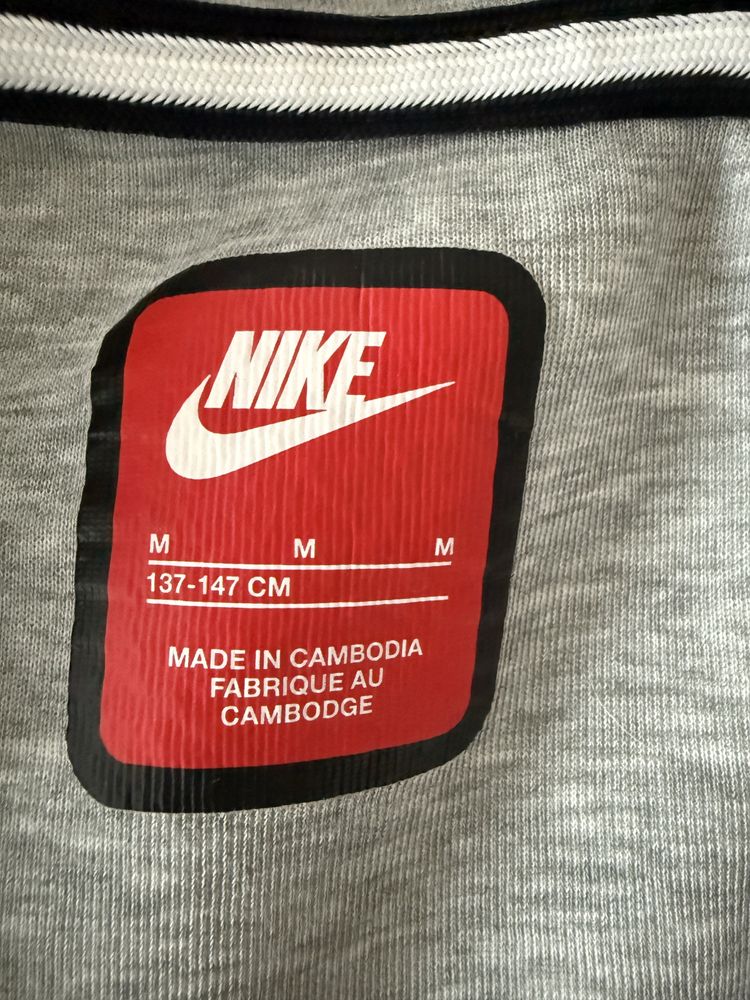 NIKE
M M M
137-147 CM
MADE IN CAMBODIA
FABRIQUE AU
CAMBODGE